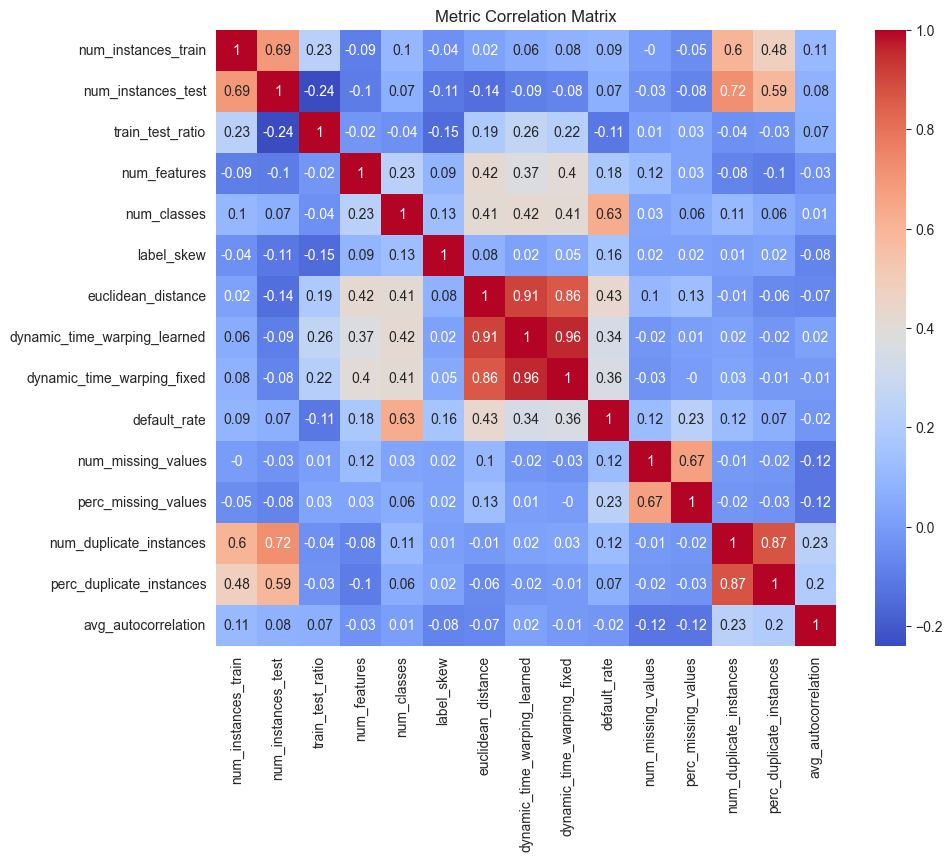 Metric Correlation Matrix
num_instances_train 1 0.69 0.23 -0.09 0.1 -0.04 0.02 0.06 0.08 0.09 -0 -0.05 0.6 0.48 0.11
num_instances_test 0.69 1 -0.24 -0.1 0.07 -0.11 -0.14 -0.09 -0.08 0.07 -0.03 -0.08 0.72 0.59 0.08
train_test_ratio 0.23 -0.24 1 -0.02 -0.04 -0.15 0.19 0.26 0.22 -0.11 0.01 0.03 -0.04 -0.03 0.07
num_features -0.09 -0.1 -0.02 1 0.23 0.09 0.42 0.37 0.4 0.18 0.12 0.03 -0.08 -0.1 -0.03
num_classes 0.1 0.07 -0.04 0.23 1 0.13 0.41 0.42 0.41 0.63 0.03 0.06 0.11 0.06 0.01
label_skew -0.04 -0.11 -0.15 0.09 0.13 1 0.08 0.02 0.05 0.16 0.02 0.02 0.01 0.02 -0.08
euclidean_distance 0.02 -0.14 0.19 0.42 0.41 0.08 1 0.91 0.86 0.43 0.1 0.13 -0.01 -0.06 -0.07
dynamic_time_warping_learned 0.06 -0.09 0.26 0.37 0.42 0.02 0.91 1 0.96 0.34 -0.02 0.01 0.02 -0.02 0.02
dynamic_time_warping_fixed 0.08 -0.08 0.22 0.4 0.41 0.05 0.86 0.96 1 0.36 -0.03 -0 0.03 -0.01 -0.01
default_rate 0.09 0.07 -0.11 0.18 0.63 0.16 0.43 0.34 0.36 1 0.12 0.23 0.12 0.07 -0.02
num_missing_values -0 -0.03 0.01 0.12 0.03 0.02 0.1 -0.02 -0.03 0.12 1 0.67 -0.01 -0.02 -0.12
perc_missing_values -0.05 -0.08 0.03 0.03 0.06 0.02 0.13 0.01 -0 0.23 0.67 1 -0.02 -0.03 -0.12
num_duplicate_instances 0.6 0.72 -0.04 -0.08 0.11 0.01 -0.01 0.02 0.03 0.12 -0.01 -0.02 1 0.87 0.23
perc_duplicate_instances 0.48 0.59 -0.03 -0.1 0.06 0.02 -0.06 -0.02 -0.01 0.07 -0.02 -0.03 0.87 1 0.2
avg_autocorrelation 0.11 0.08 0.07 -0.03 0.01 -0.08 -0.07 0.02 -0.01 -0.02 -0.12 -0.12 0.23 0.2 1
num_instances_train
num_instances_test
train_test_ratio
num_features
num_classes
label_skew
euclidean_distance
dynamic_time_warping_learned
dynamic_time_warping_fixed
default_rate
num_missing_values
perc_missing_values
num_duplicate_instances
perc_duplicate_instances
avg_autocorrelation
1.0
0.8
0.6
0.4
0.2
0.0
−0.2